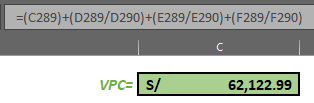 =(C289)+(D289/D290)+(E289/E290)+(F289/F290)
C
VPC= S/ 62,122.99